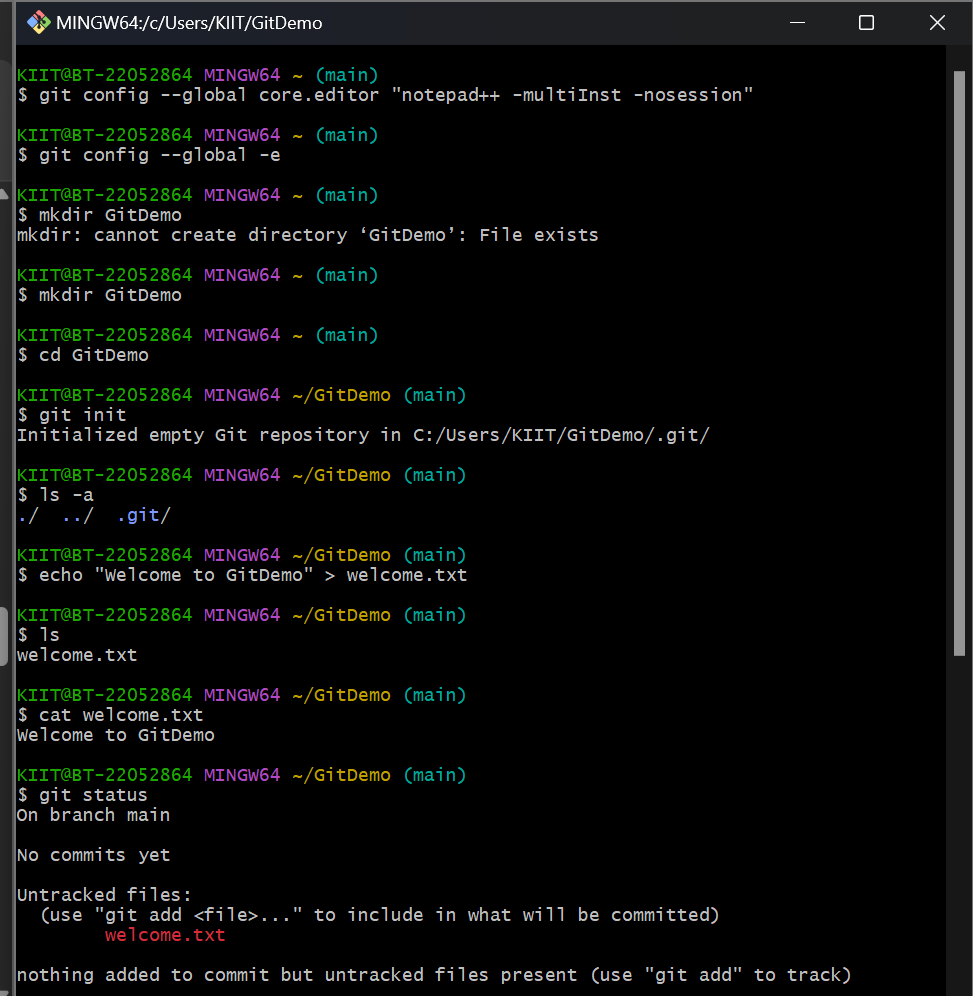 MINGW64:/c/Users/KIIT/GitDemo
KIIT@BT-22052864 MINGW64 ~ (main)
$ git config --global core.editor "notepad++ -multiInst -nosession"
KIIT@BT-22052864 MINGW64 ~ (main)
$ git config --global -e
KIIT@BT-22052864 MINGW64 ~ (main)
$ mkdir GitDemo
mkdir: cannot create directory ‘GitDemo’: File exists
KIIT@BT-22052864 MINGW64 ~ (main)
$ mkdir GitDemo
KIIT@BT-22052864 MINGW64 ~ (main)
$ cd GitDemo
KIIT@BT-22052864 MINGW64 ~/GitDemo (main)
$ git init
Initialized empty Git repository in C:/Users/KIIT/GitDemo/.git/
KIIT@BT-22052864 MINGW64 ~/GitDemo (main)
$ ls -a
./  ../  .git/
KIIT@BT-22052864 MINGW64 ~/GitDemo (main)
$ echo "Welcome to GitDemo" > welcome.txt
KIIT@BT-22052864 MINGW64 ~/GitDemo (main)
$ ls
welcome.txt
KIIT@BT-22052864 MINGW64 ~/GitDemo (main)
$ cat welcome.txt
Welcome to GitDemo
KIIT@BT-22052864 MINGW64 ~/GitDemo (main)
$ git status
On branch main
No commits yet
Untracked files:
  (use "git add <file>..." to include in what will be committed)
        welcome.txt
nothing added to commit but untracked files present (use "git add" to track)